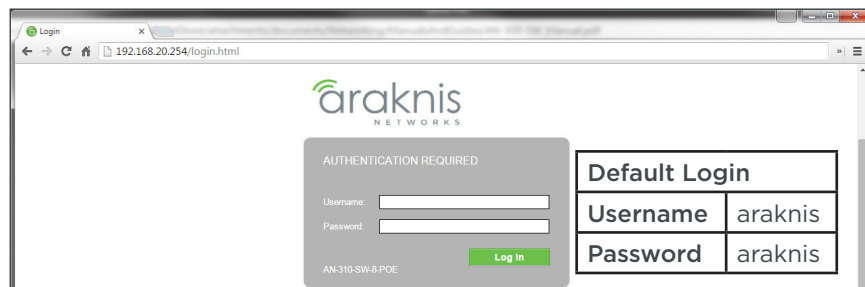 Login
192.168.20.254/login.html
araknis
NETWORKS
AUTHENTICATION REQUIRED
Username:
Password:
Log In
AN-310-SW-8-POE
Default Login
Username araknis
Password araknis